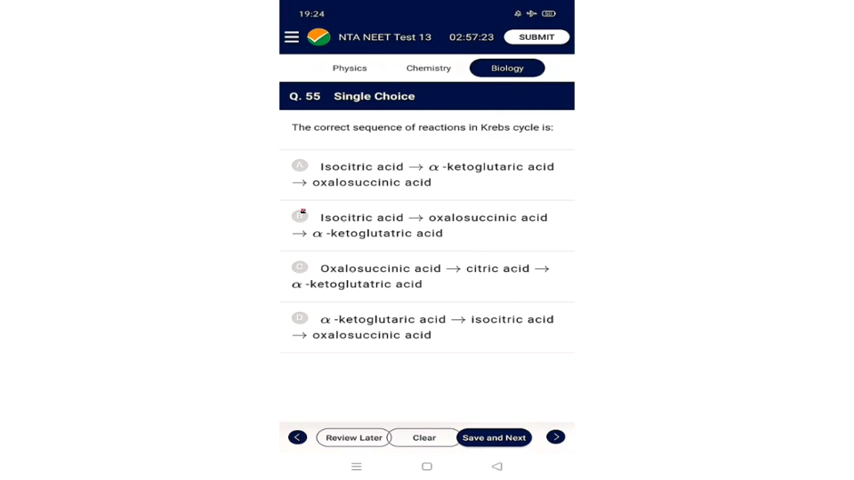 19:24
NTA NEET Test 13 02:57:23 SUBMIT
Physics Chemistry Biology
Q. 55 Single Choice
The correct sequence of reactions in Krebs cycle is:
A Isocitric acid → α -ketoglutaric acid
→ oxalosuccinic acid
Isocitric acid → oxalosuccinic acid
→ α -ketoglutatric acid
C Oxalosuccinic acid → citric acid →
α -ketoglutatric acid
D α -ketoglutaric acid → isocitric acid
→ oxalosuccinic acid
Review Later Clear Save and Next